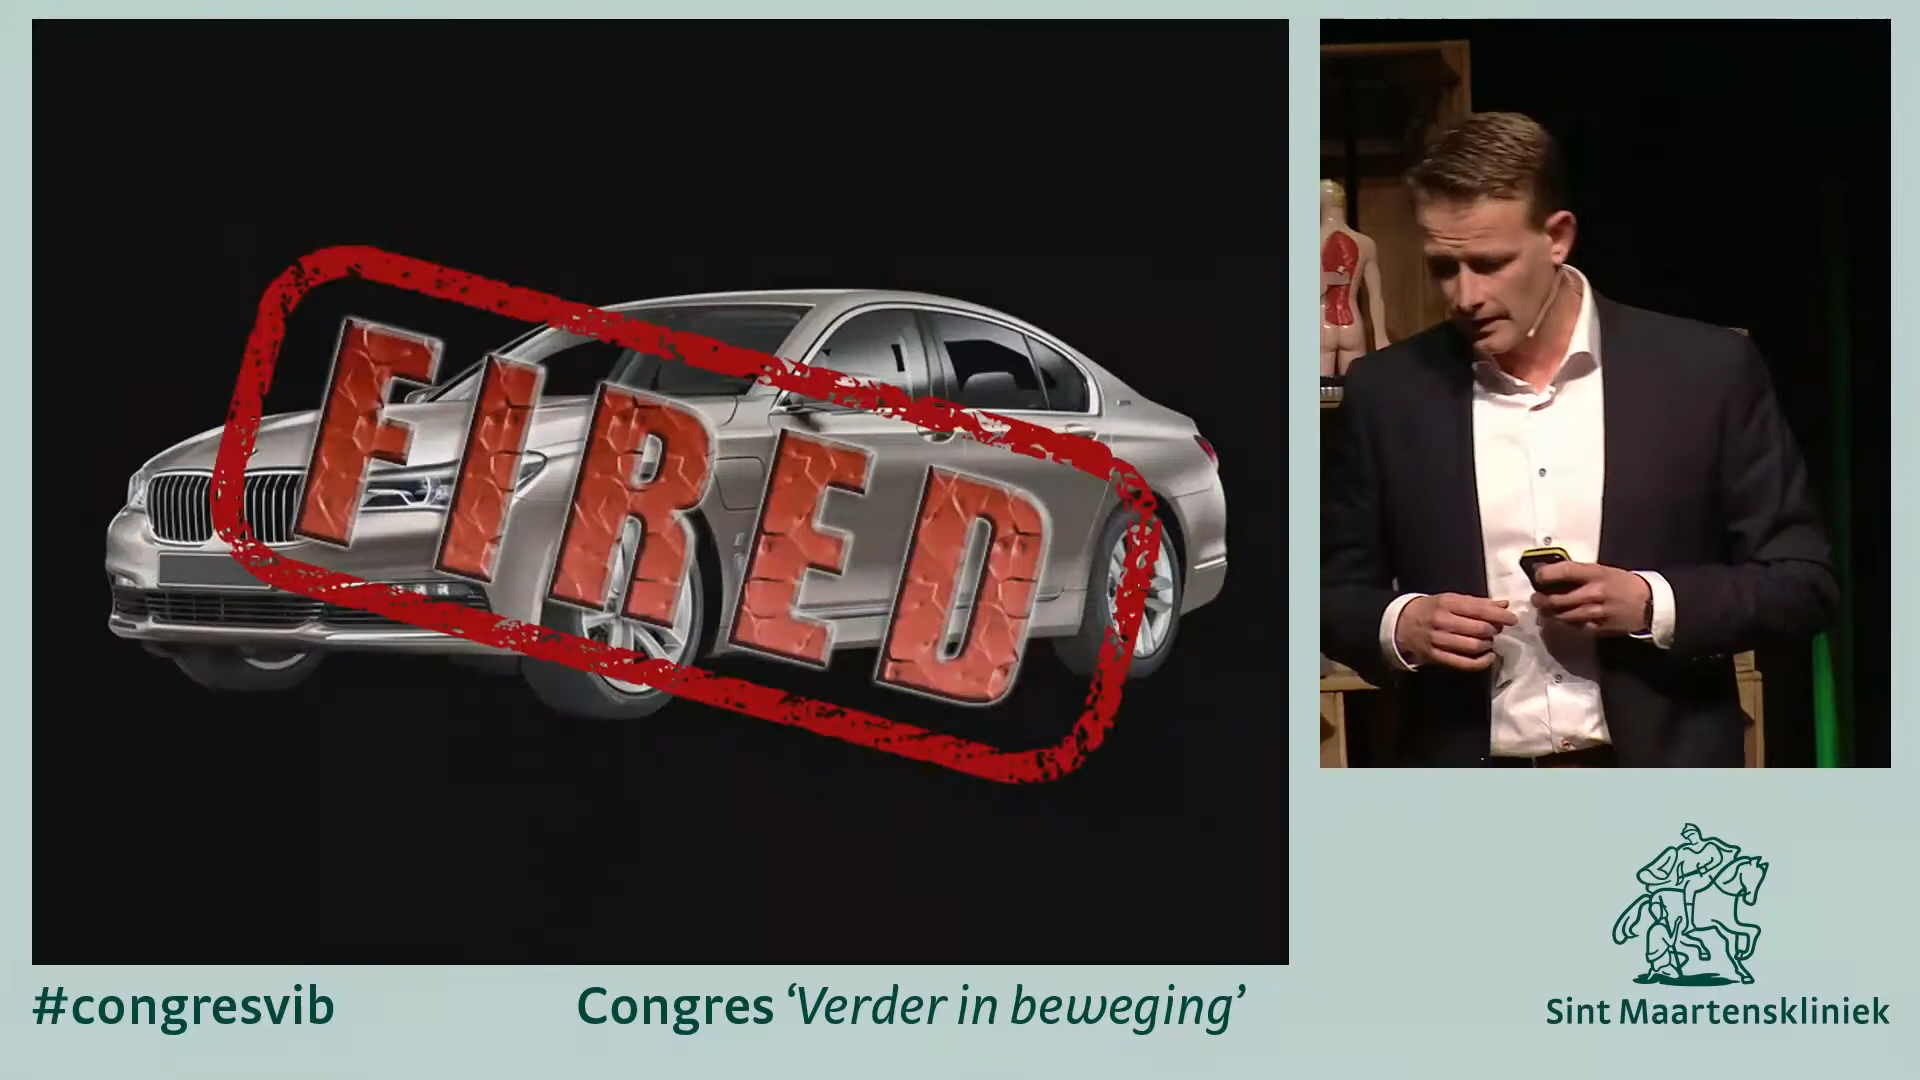 FIRED
#congresvib
Congres ‘Verder in beweging’
Sint Maartenskliniek